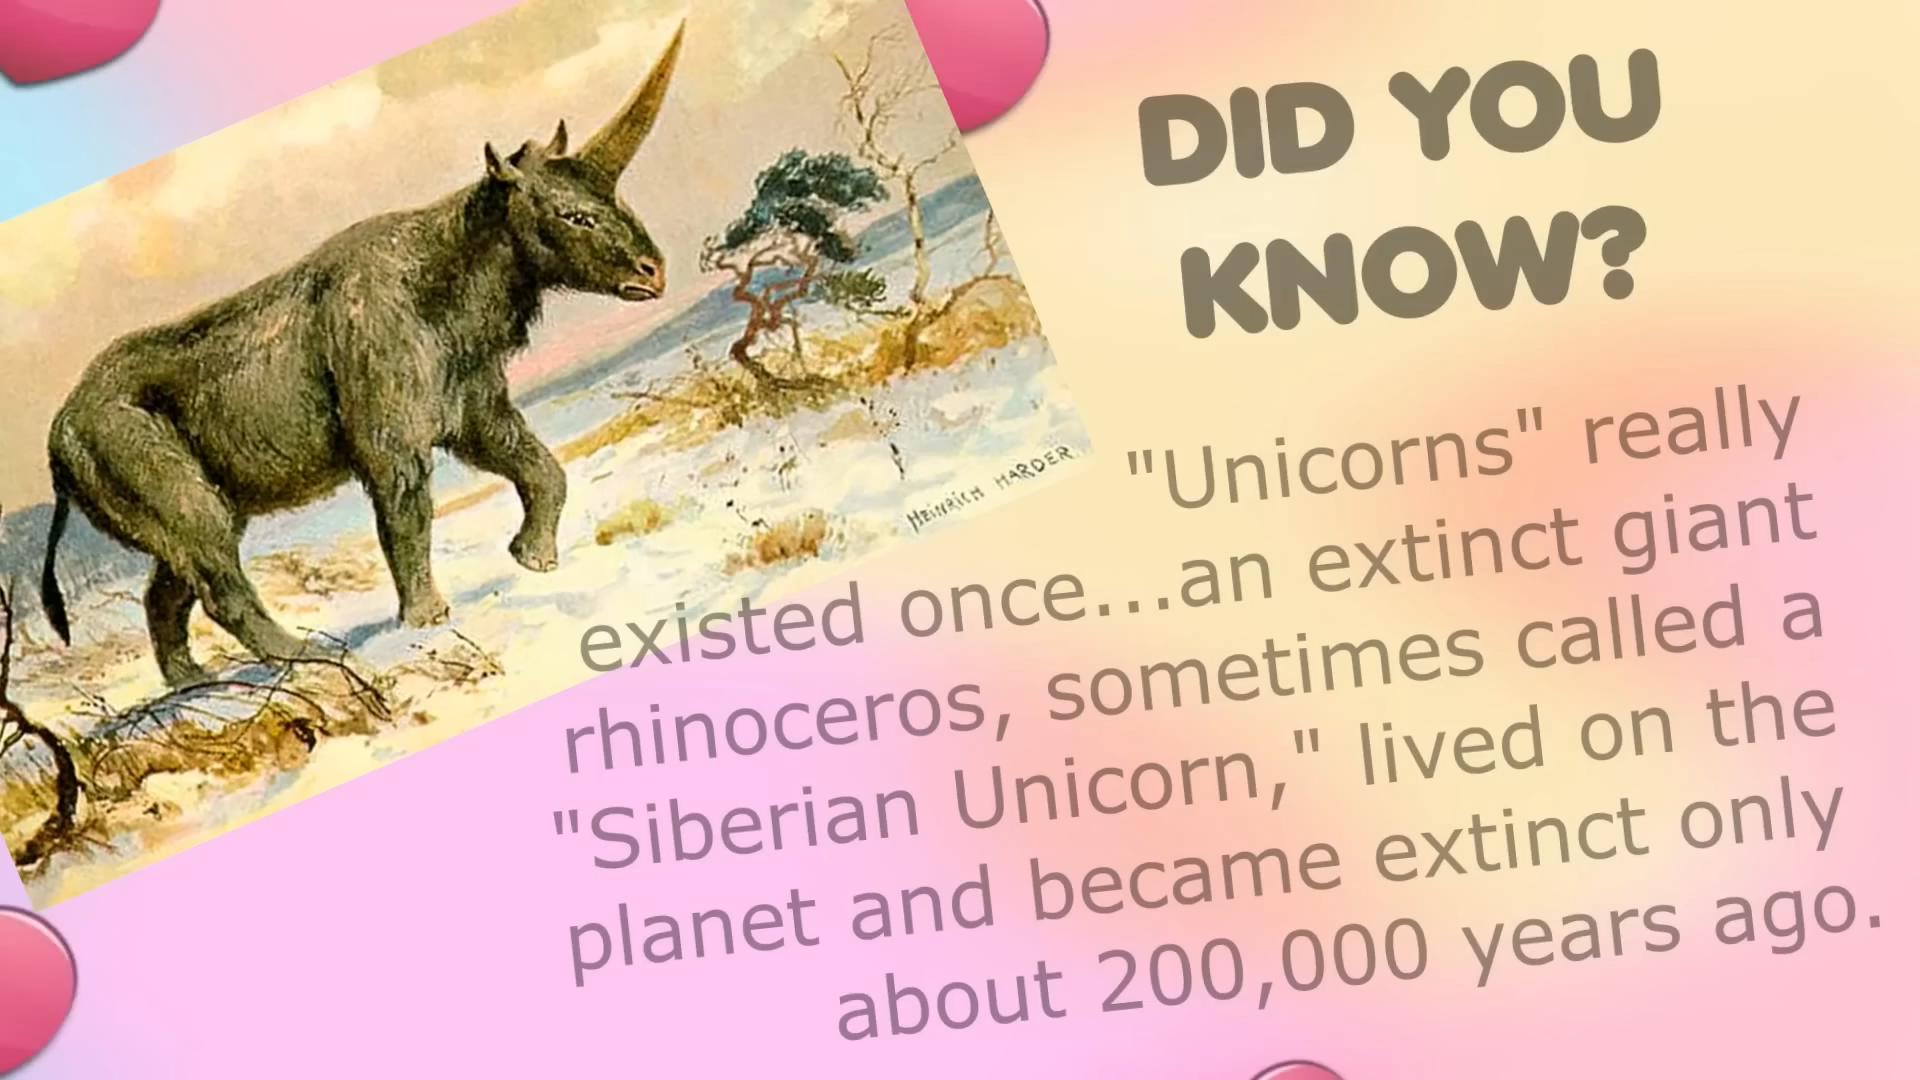 DID YOU
KNOW?
"Unicorns" really
existed once...an extinct giant
rhinoceros, sometimes called a
"Siberian Unicorn," lived on the
planet and became extinct only
about 200,000 years ago.
HEINRICH HARDER